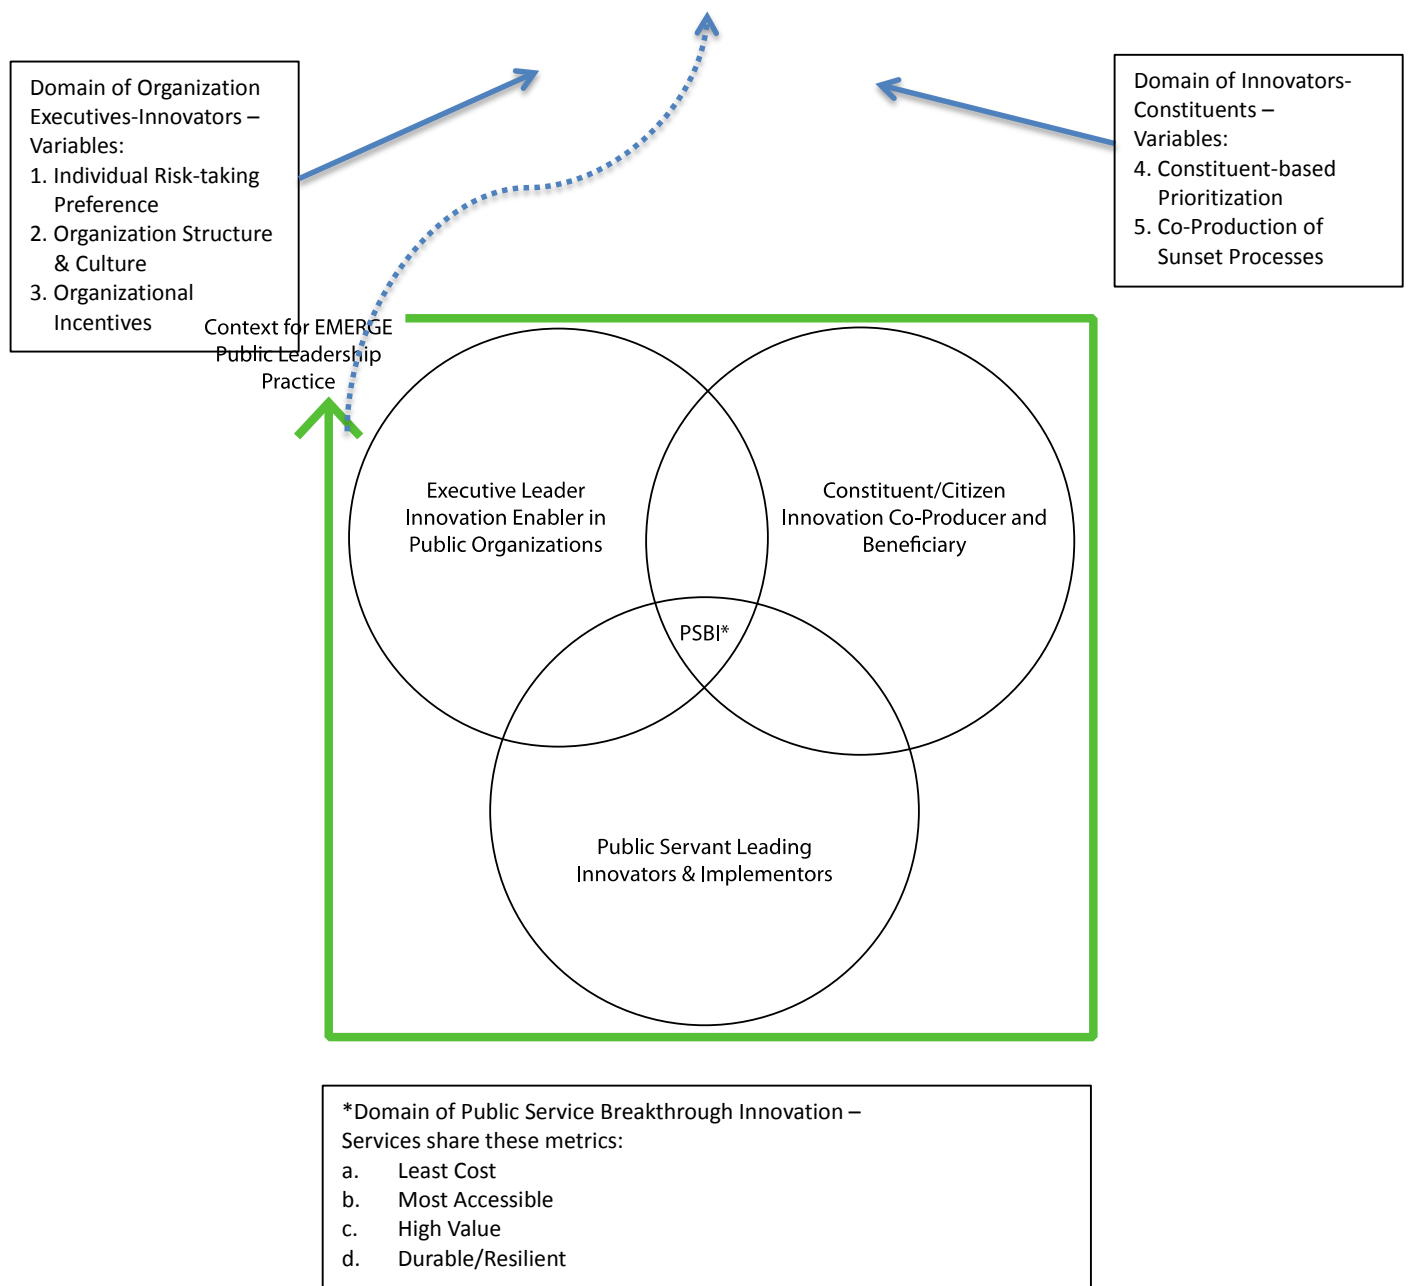 Domain of Organization
Executives-Innovators –
Variables:
1. Individual Risk-taking
Preference
2. Organization Structure
& Culture
3. Organizational
Incentives
Domain of Innovators-
Constituents –
Variables:
4. Constituent-based
Prioritization
5. Co-Production of
Sunset Processes
Context for EMERGE
Public Leadership
Practice
Executive Leader
Innovation Enabler in
Public Organizations
Constituent/Citizen
Innovation Co-Producer and
Beneficiary
PSBI*
Public Servant Leading
Innovators & Implementors
*Domain of Public Service Breakthrough Innovation –
Services share these metrics:
a. Least Cost
b. Most Accessible
c. High Value
d. Durable/Resilient